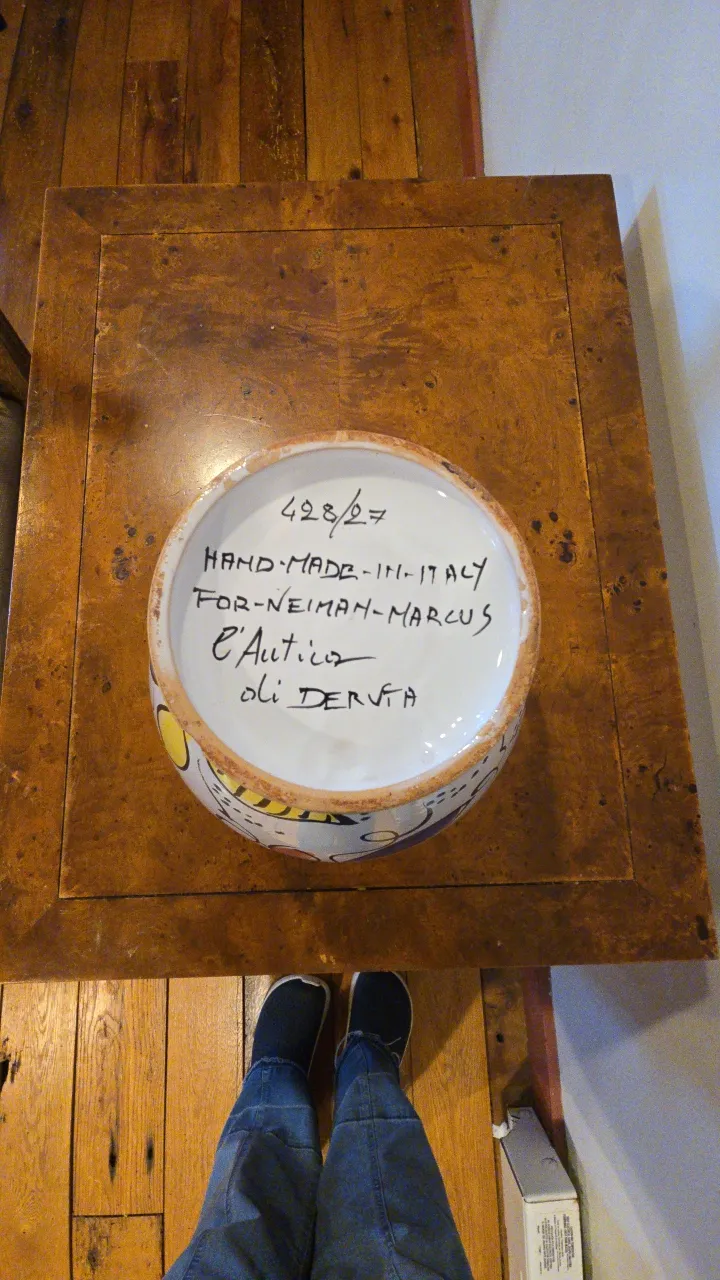 428/27
HAND-MADE-IN-ITALY
FOR-NEIMAN-MARCUS
l'Antica
di DERUTA